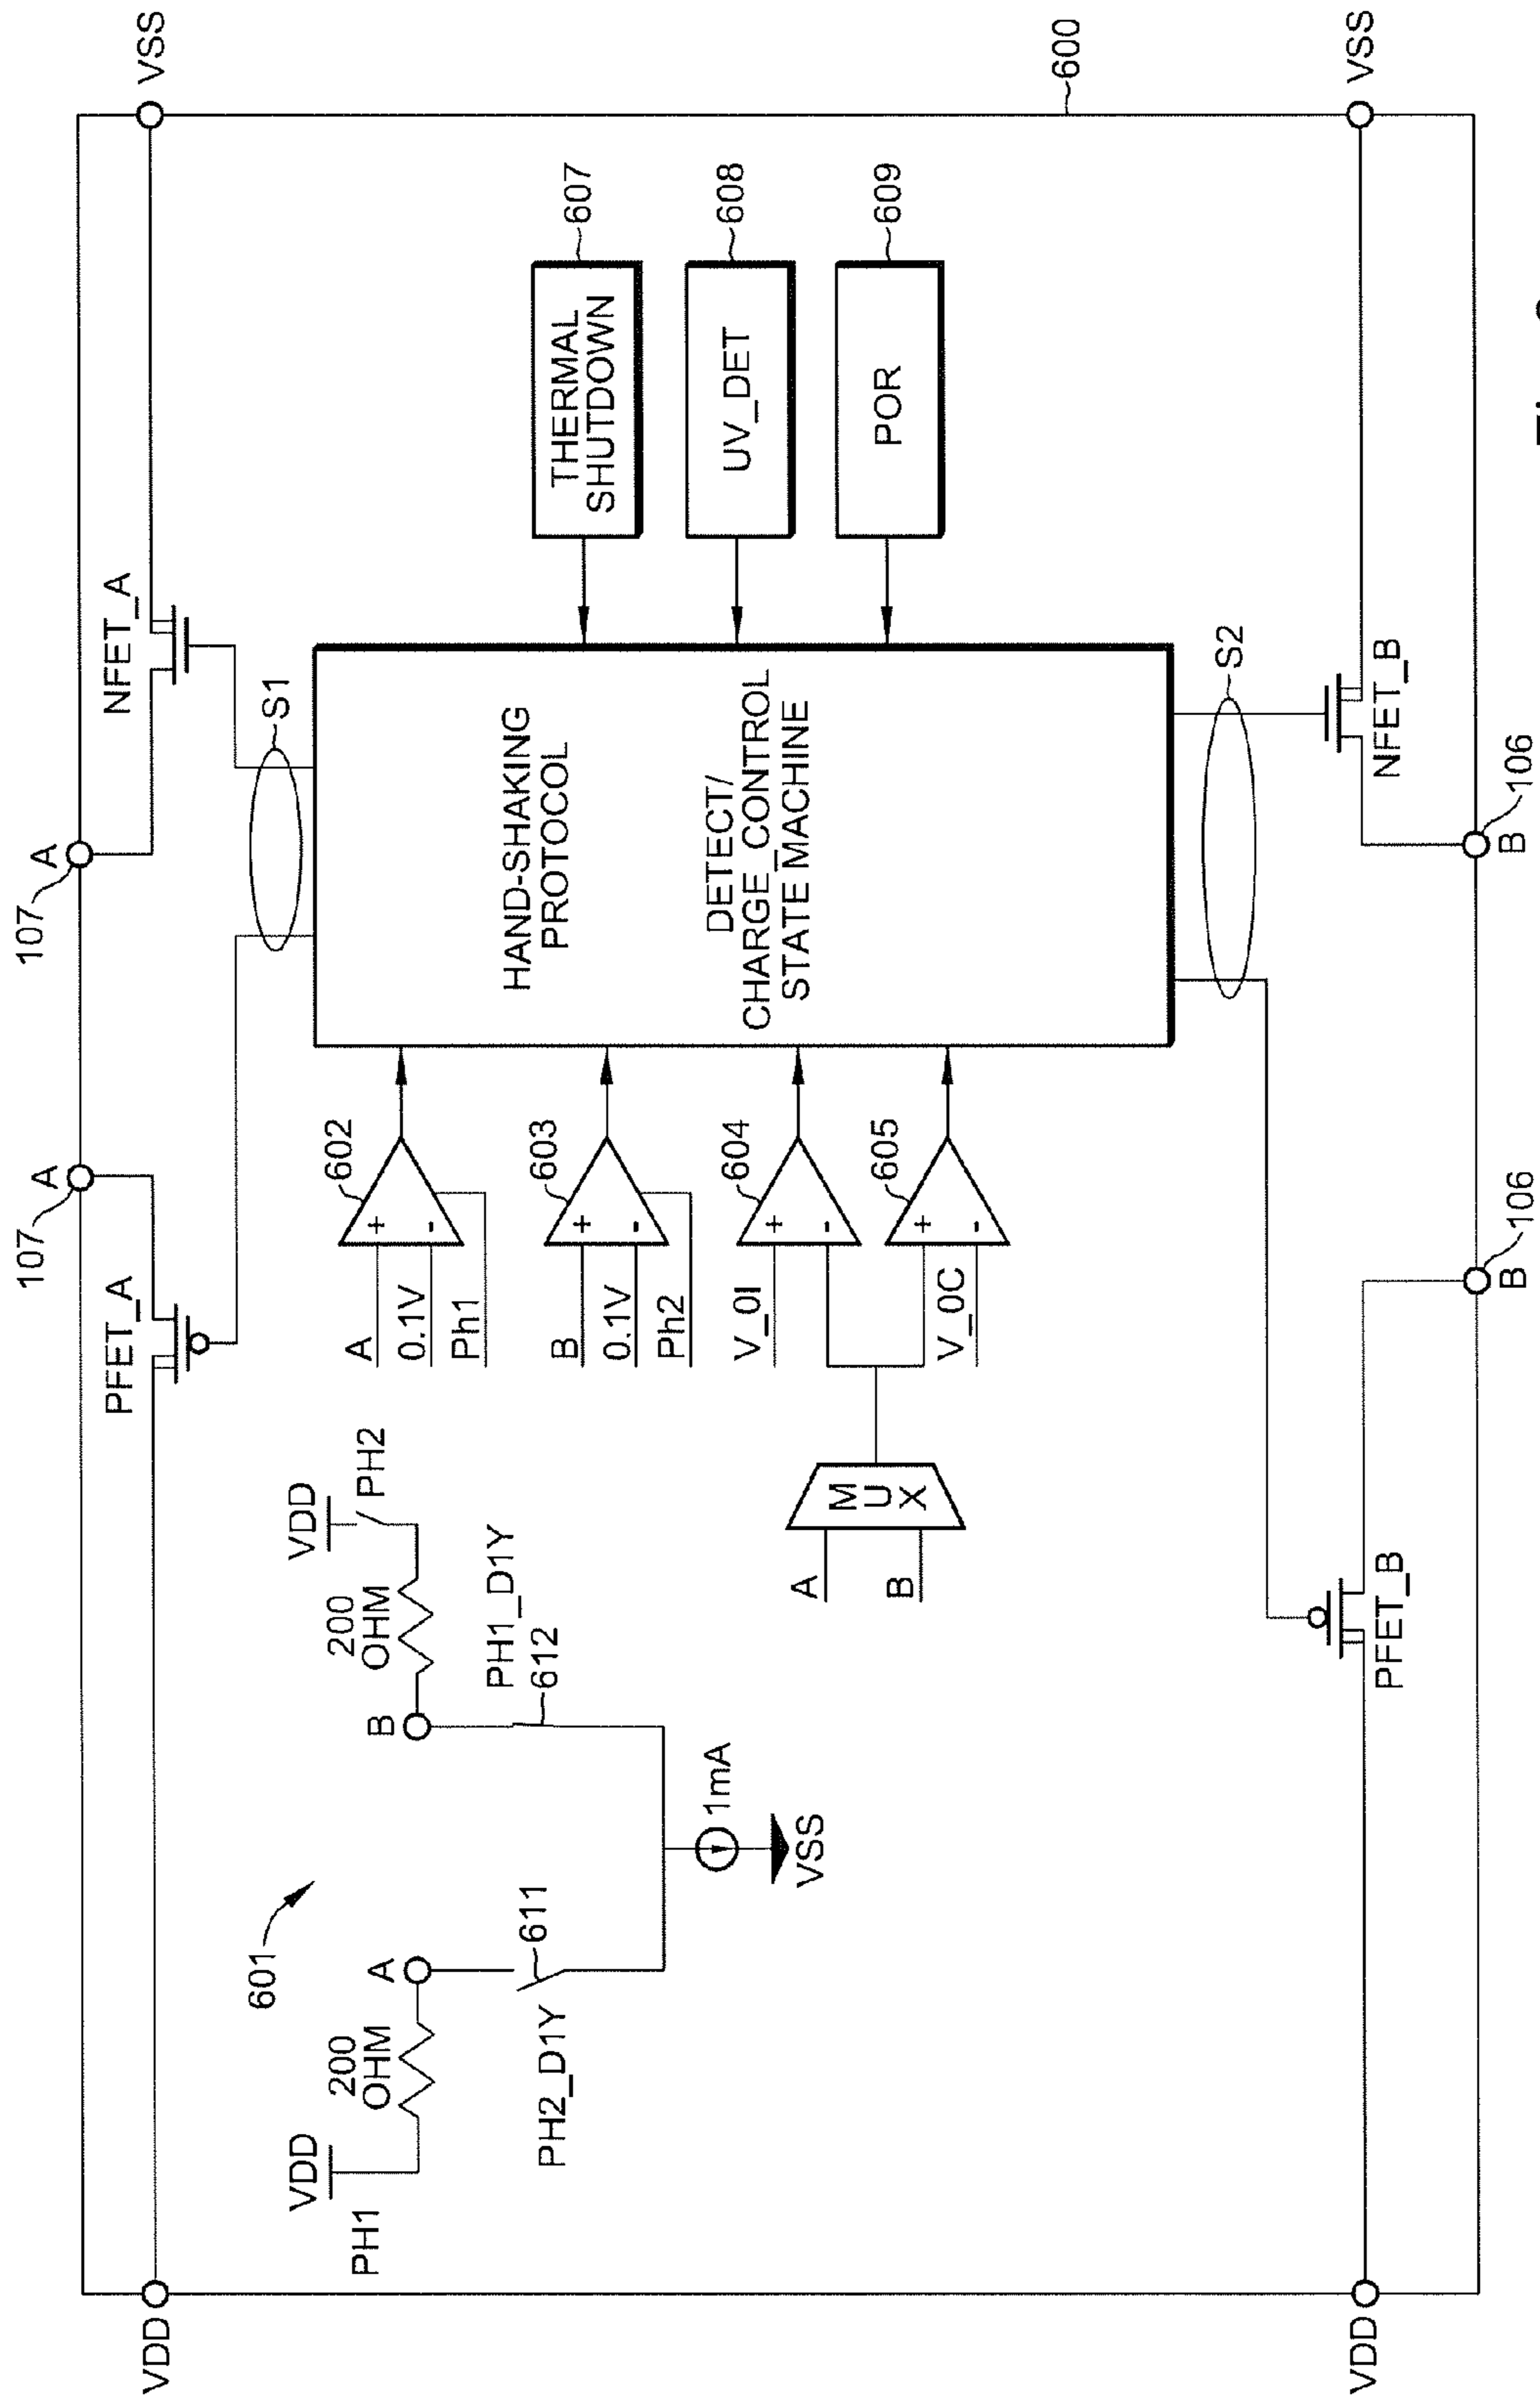 107
A
107
A
VDD
PFET_A
NFET_A
VSS
S1
601
VDD
PH1
200
OHM
A
B
200
OHM
VDD
PH2
PH2_D1Y
611
PH1_D1Y
612
1mA
VSS
A
0.1V
Ph1
602
+
-
B
0.1V
Ph2
603
+
-
V_0I
604
+
-
605
+
-
V_0C
A
B
MUX
HAND-SHAKING
PROTOCOL
DETECT/
CHARGE_CONTROL
STATE MACHINE
THERMAL
SHUTDOWN
607
UV_DET
608
POR
609
600
S2
VDD
PFET_B
NFET_B
VSS
B
106
B
106